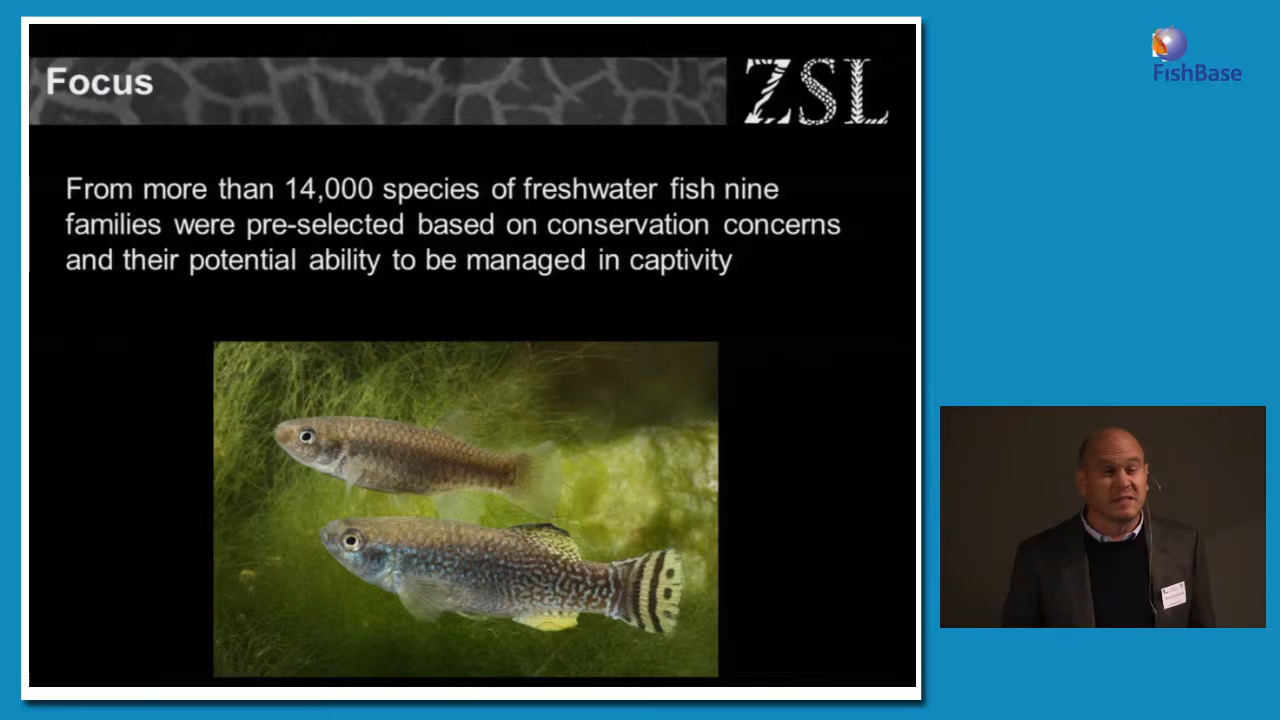 Focus
ZSL
FishBase
From more than 14,000 species of freshwater fish nine
families were pre-selected based on conservation concerns
and their potential ability to be managed in captivity